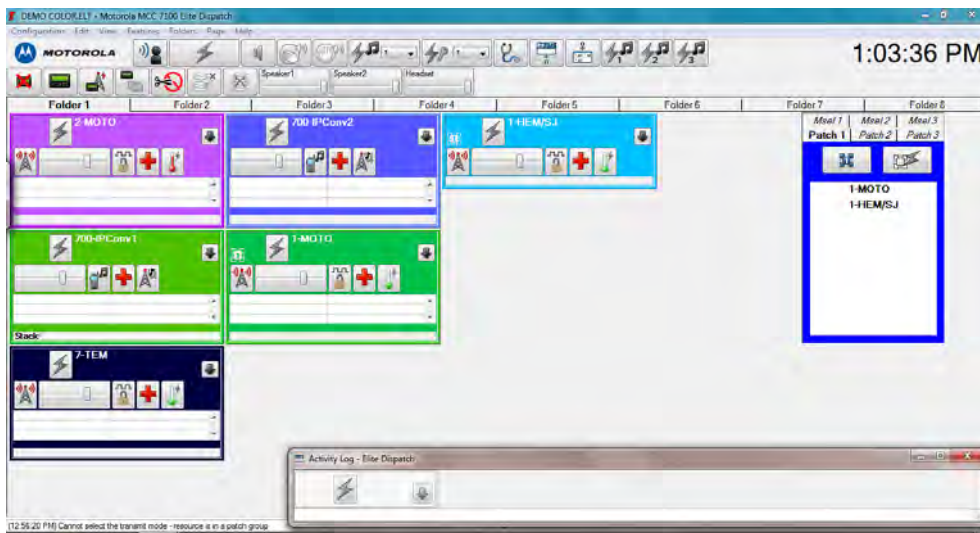 DEMO COLOR.ELT - Motorola MCC 7100 Elite Dispatch
Configuration Edit View Features Folders Page Help
MOTOROLA
1:03:36 PM
Speaker1 Speaker2 Headset
Folder 1 Folder 2 Folder 3 Folder 4 Folder 5 Folder 6 Folder 7 Folder 8
2-MOTO
700-IPConv2
1-HEM/SJ
Msel 1 Msel 2 Msel 3
Patch 1 Patch 2 Patch 3
1-MOTO
1-HEM/SJ
700-IPConv1
1-MOTO
Stack:
7-TEM
Activity Log - Elite Dispatch
(12:56:20 PM) Cannot select the transmit mode - resource is in a patch group